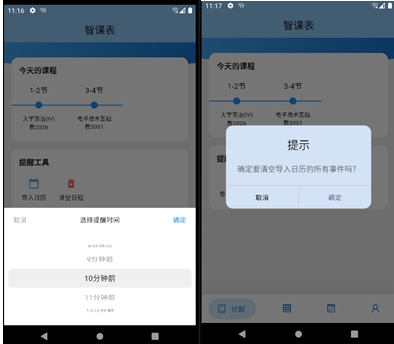 11:16
智课表
今天的课程
1-2节
3-4节
大学英语(IV)
教2026
电子技术基础
教5001
提醒工具
导入日历
清空日程
取消
选择提醒时间
确定
9分钟前
10分钟前
11分钟前
11:17
智课表
今天的课程
1-2节
3-4节
大学英语(IV)
教2026
电子技术基础
教5001
提示
确定要清空导入日历的所有事件吗?
取消
确定
计划